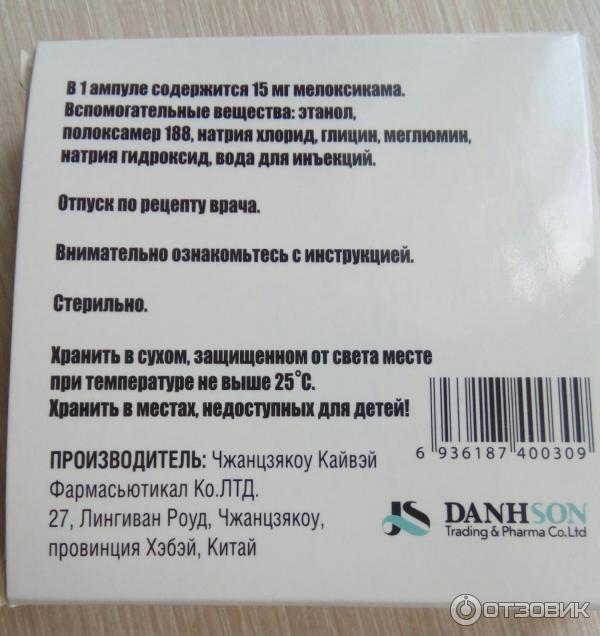 В 1 ампуле содержится 15 мг мелоксикама.
Вспомогательные вещества: этанол,
полоксамер 188, натрия хлорид, глицин, меглюмин,
натрия гидроксид, вода для инъекций.
Отпуск по рецепту врача.
Внимательно ознакомьтесь с инструкцией.
Стерильно.
Хранить в сухом, защищенном от света месте
при температуре не выше 25°С.
Хранить в местах, недоступных для детей!
ПРОИЗВОДИТЕЛЬ: Чжанцзякоу Кайвэй
Фармасьютикал Ко.ЛТД.
27, Лингиван Роуд, Чжанцзякоу,
провинция Хэбэй, Китай
6 936187 400309
DANHSON
Trading & Pharma Co.Ltd
ОТЗОВИК